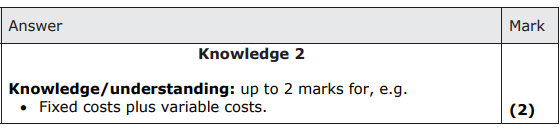 Answer Mark
Knowledge 2
Knowledge/understanding: up to 2 marks for, e.g.
• Fixed costs plus variable costs.
(2)